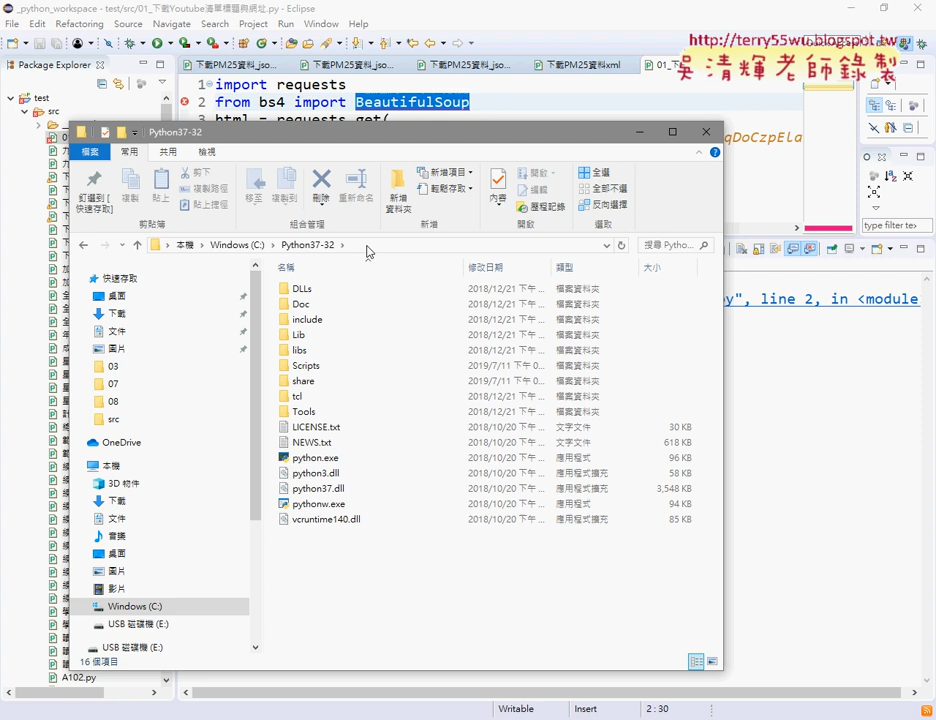 _python_workspace - test/src/01_下載Youtube清單標題與網址.py - Eclipse
File Edit Refactoring Source Navigate Search Project Run Window Help
http://terry55wu.blogspot.tw
吳清輝老師錄製
Package Explorer
下載PM25資料_jso...
下載PM25資料_jso...
下載PM25資料_jso...
下載PM25資料xml
01_下
test
src
1 import requests
2 from bs4 import BeautifulSoup
html = requests.get(
qDoCzpEla
Python37-32
檔案 常用 共用 檢視
釘選到 [快速存取] 複製 貼上 剪下 複製路徑 貼上捷徑
移至 複製到 刪除 重新命名
新增資料夾 新增項目 輕鬆存取
內容 開啟 編輯 歷程記錄
全選 全部不選 反向選擇
剪貼簿 組合管理 新增 開啟 選取
本機 > Windows (C:) > Python37-32 >
搜尋 Pytho...
名稱 修改日期 類型 大小
DLLs 2018/12/21 下午 ... 檔案資料夾
Doc 2018/12/21 下午 ... 檔案資料夾
include 2018/12/21 下午 ... 檔案資料夾
Lib 2018/12/21 下午 ... 檔案資料夾
libs 2018/12/21 下午 ... 檔案資料夾
Scripts 2019/7/11 下午 0... 檔案資料夾
share 2019/7/11 下午 0... 檔案資料夾
tcl 2018/12/21 下午 ... 檔案資料夾
Tools 2018/12/21 下午 ... 檔案資料夾
LICENSE.txt 2018/10/20 下午 ... 文字文件 30 KB
NEWS.txt 2018/10/20 下午 ... 文字文件 618 KB
python.exe 2018/10/20 下午 ... 應用程式 96 KB
python3.dll 2018/10/20 下午 ... 應用程式擴充 58 KB
python37.dll 2018/10/20 下午 ... 應用程式擴充 3,548 KB
pythonw.exe 2018/10/20 下午 ... 應用程式 94 KB
vcruntime140.dll 2018/10/20 下午 ... 應用程式擴充 85 KB
快速存取
桌面
下載
文件
圖片
03
07
08
src
OneDrive
本機
3D 物件
下載
文件
音樂
桌面
圖片
影片
Windows (C:)
USB 磁碟機 (E:)
USB 磁碟機 (E:)
16 個項目
type filter text
py", line 2, in <module
A102.py
Writable Insert 2 : 30